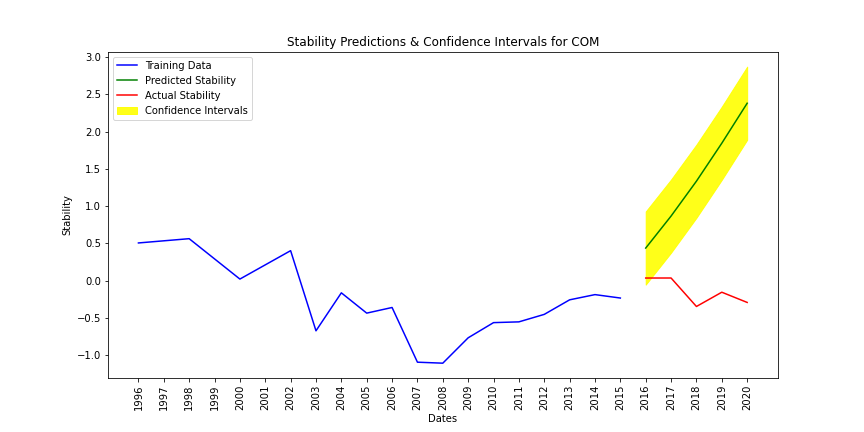 Stability Predictions & Confidence Intervals for COM
Training Data
Predicted Stability
Actual Stability
Confidence Intervals
Stability
3.0
2.5
2.0
1.5
1.0
0.5
0.0
−0.5
−1.0
1996 1997 1998 1999 2000 2001 2002 2003 2004 2005 2006 2007 2008 2009 2010 2011 2012 2013 2014 2015 2016 2017 2018 2019 2020
Dates